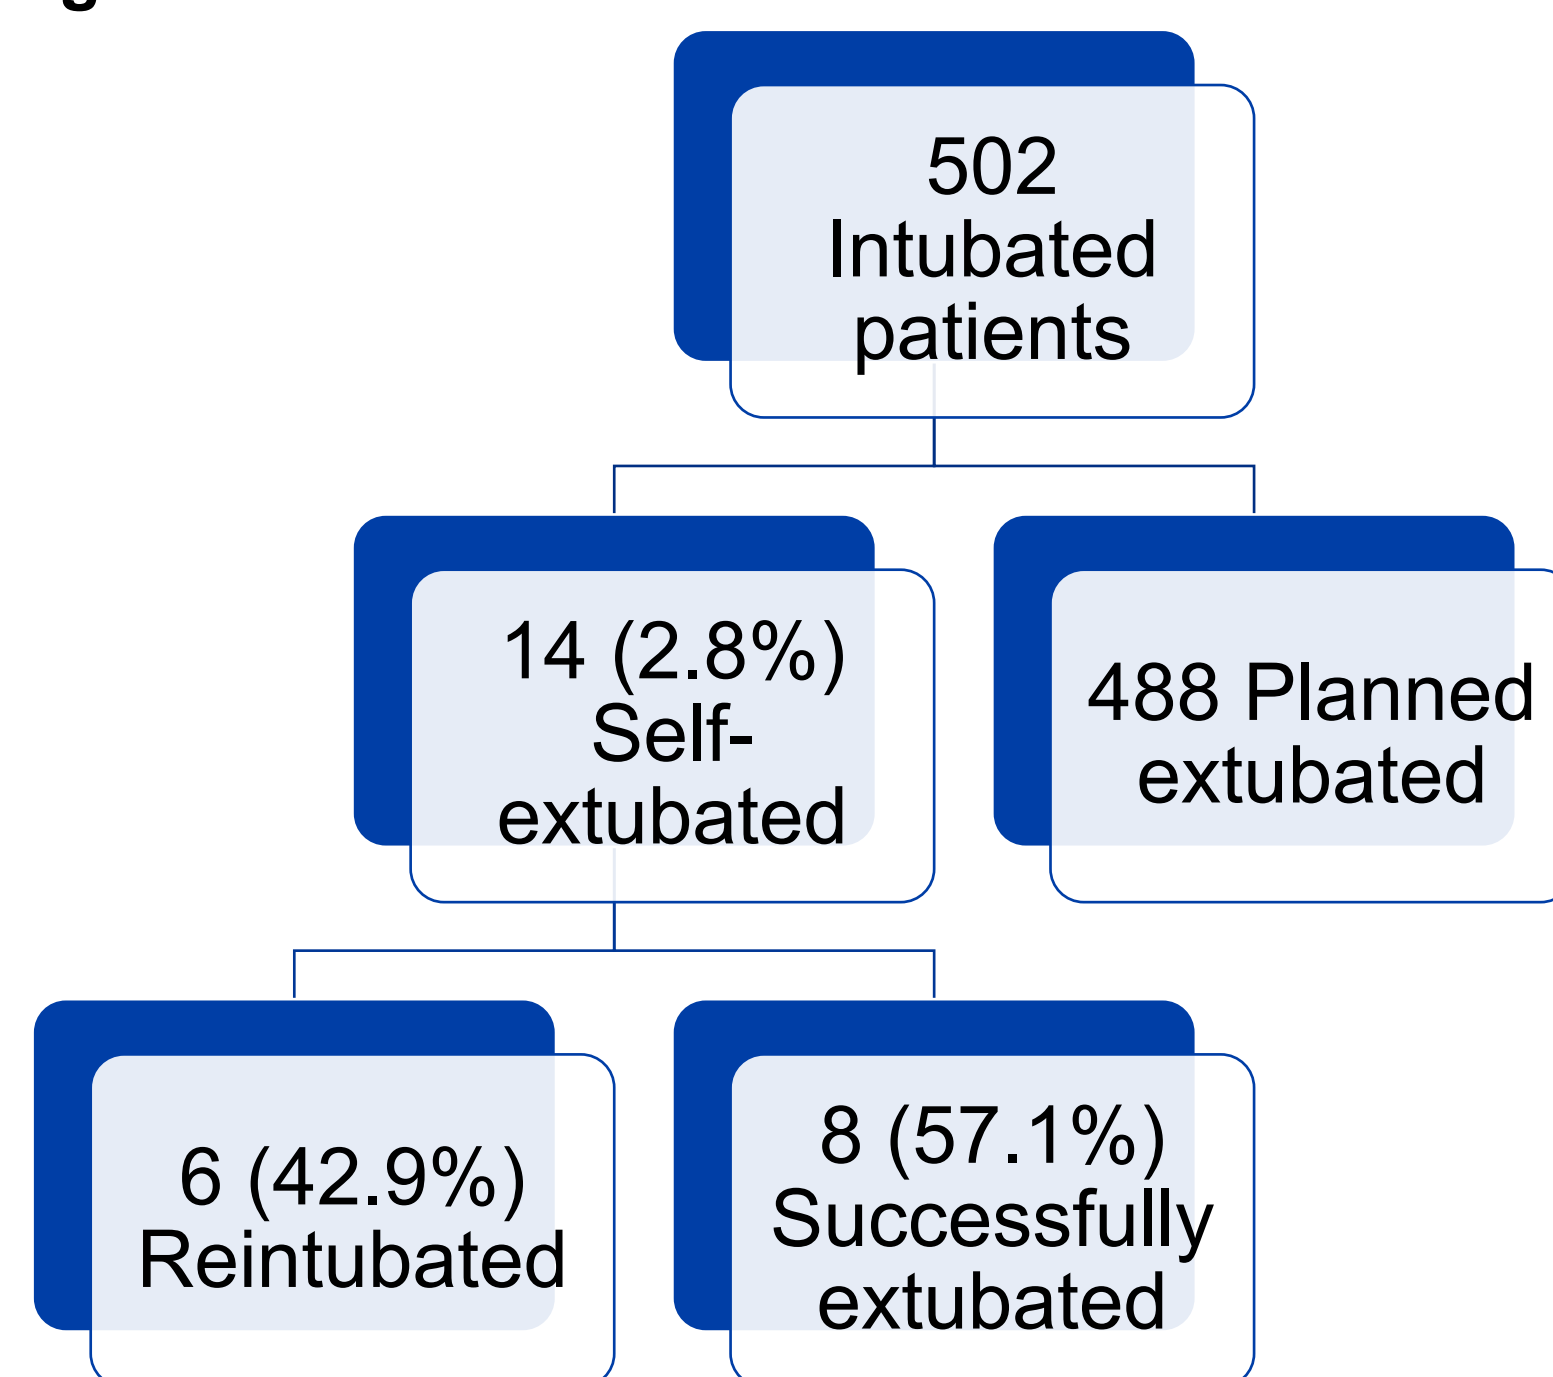 502
Intubated
patients
14 (2.8%)
Self-
extubated
488 Planned
extubated
6 (42.9%)
Reintubated
8 (57.1%)
Successfully
extubated